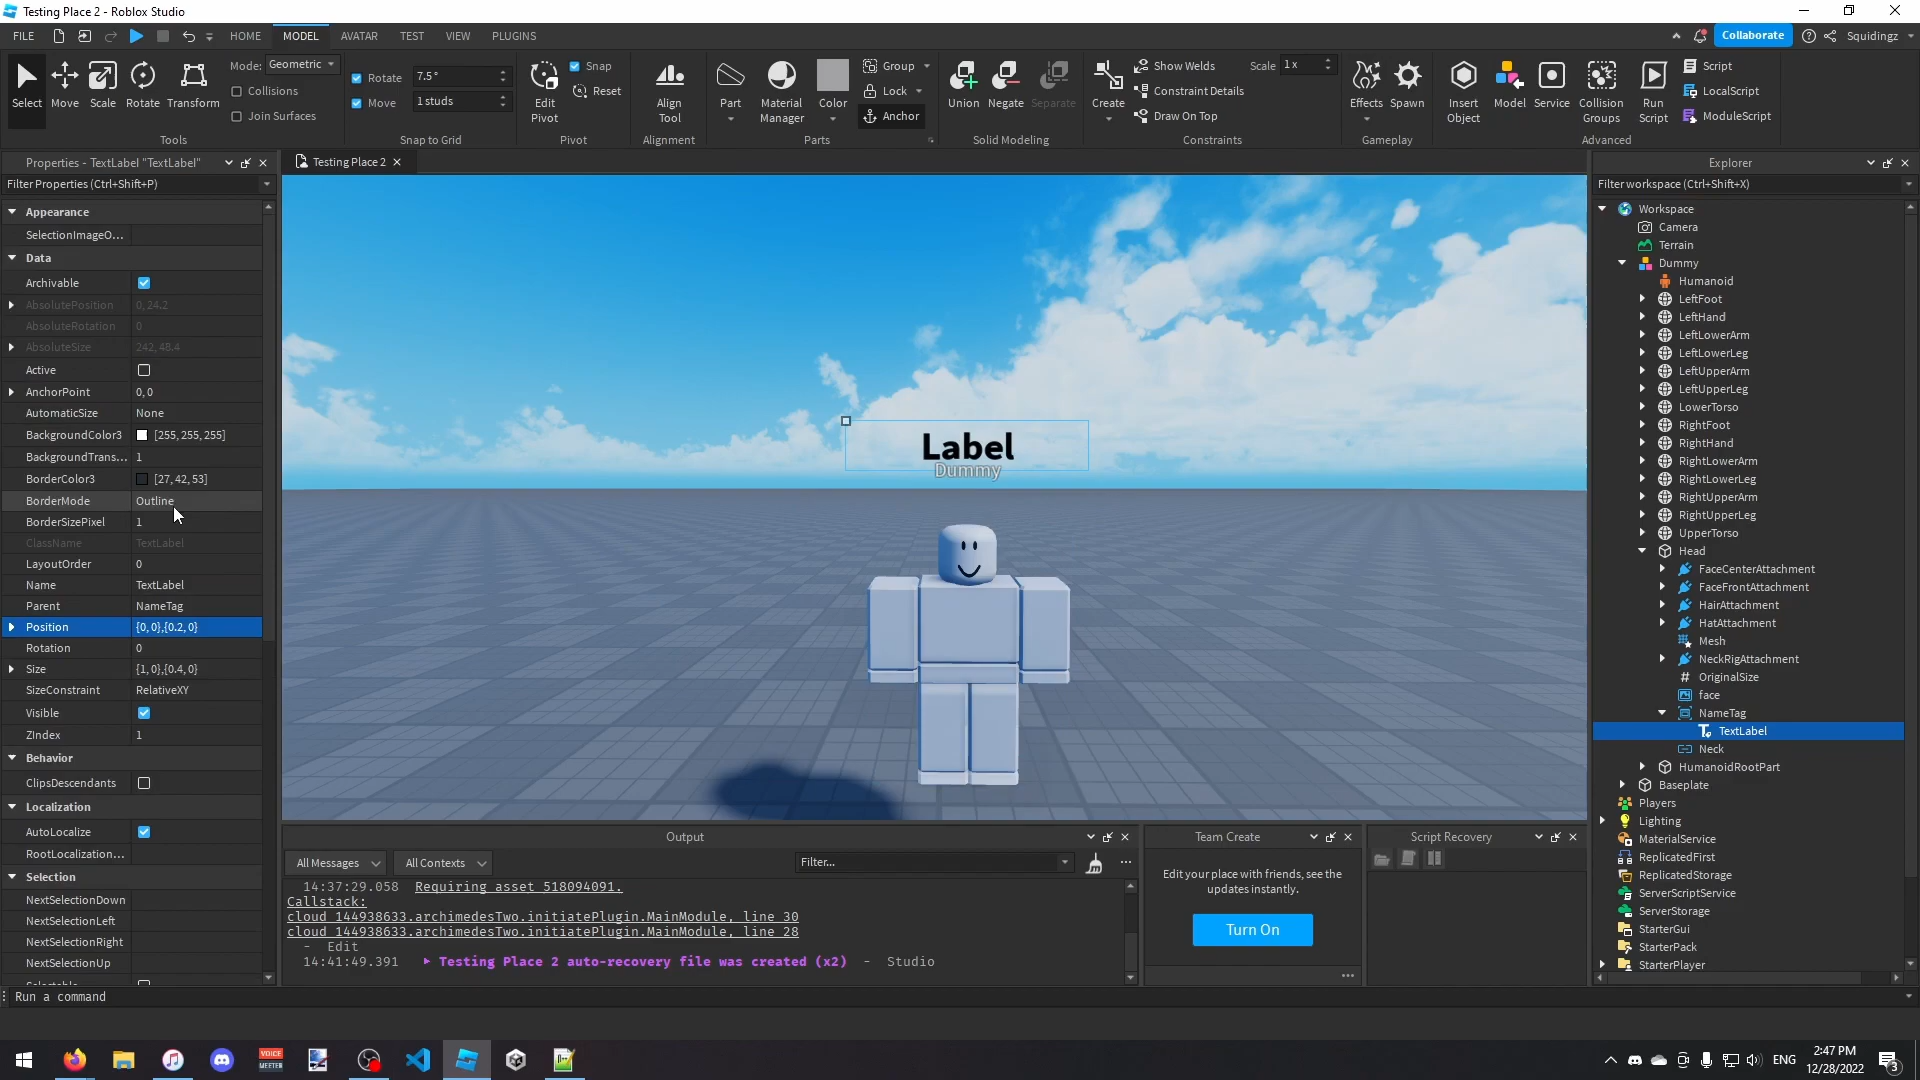 Testing Place 2 - Roblox Studio
FILE HOME MODEL AVATAR TEST VIEW PLUGINS Collaborate Squidingz
Select Move Scale Rotate Transform
Mode: Geometric
Collisions
Join Surfaces
Tools
Rotate 7.5°
Move 1 studs
Snap to Grid
Edit Pivot
Snap
Reset
Pivot
Align Tool
Alignment
Part Material Manager Color
Group
Lock
Anchor
Parts
Union Negate Separate
Solid Modeling
Create
Show Welds
Constraint Details
Draw On Top
Scale 1 x
Constraints
Effects Spawn
Gameplay
Insert Object Model Service Collision Groups Run Script
Script
LocalScript
ModuleScript
Advanced
Properties - TextLabel "TextLabel"
Filter Properties (Ctrl+Shift+P)
Appearance
SelectionImageO...
Data
Archivable
AbsolutePosition 0, 24.2
AbsoluteRotation 0
AbsoluteSize 242, 48.4
Active
AnchorPoint 0, 0
AutomaticSize None
BackgroundColor3 [255, 255, 255]
BackgroundTrans... 1
BorderColor3 [27, 42, 53]
BorderMode Outline
BorderSizePixel 1
ClassName TextLabel
LayoutOrder 0
Name TextLabel
Parent NameTag
Position {0, 0},{0.2, 0}
Rotation 0
Size {1, 0},{0.4, 0}
SizeConstraint RelativeXY
Visible
ZIndex 1
Behavior
ClipsDescendants
Localization
AutoLocalize
RootLocalization...
Selection
NextSelectionDown
NextSelectionLeft
NextSelectionRight
NextSelectionUp
Testing Place 2
Label
Dummy
Output
All Messages All Contexts Filter...
14:37:29.058 Requiring asset 518094091.
Callstack:
cloud_144938633.archimedesTwo.initiatePlugin.MainModule, line 30
cloud_144938633.archimedesTwo.initiatePlugin.MainModule, line 28
- Edit
14:41:49.391 Testing Place 2 auto-recovery file was created (x2) - Studio
Team Create
Edit your place with friends, see the
updates instantly.
Turn On
Script Recovery
Explorer
Filter workspace (Ctrl+Shift+X)
Workspace
Camera
Terrain
Dummy
Humanoid
LeftFoot
LeftHand
LeftLowerArm
LeftLowerLeg
LeftUpperArm
LeftUpperLeg
LowerTorso
RightFoot
RightHand
RightLowerArm
RightLowerLeg
RightUpperArm
RightUpperLeg
UpperTorso
Head
FaceCenterAttachment
FaceFrontAttachment
HairAttachment
HatAttachment
Mesh
NeckRigAttachment
OriginalSize
face
NameTag
TextLabel
Neck
HumanoidRootPart
Baseplate
Players
Lighting
MaterialService
ReplicatedFirst
ReplicatedStorage
ServerScriptService
ServerStorage
StarterGui
StarterPack
StarterPlayer
Run a command
VOICE
MEETER
ENG
2:47 PM
12/28/2022
3